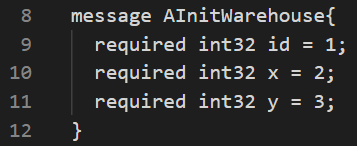 8 message AInitWarehouse{
9 required int32 id = 1;
10 required int32 x = 2;
11 required int32 y = 3;
12 }